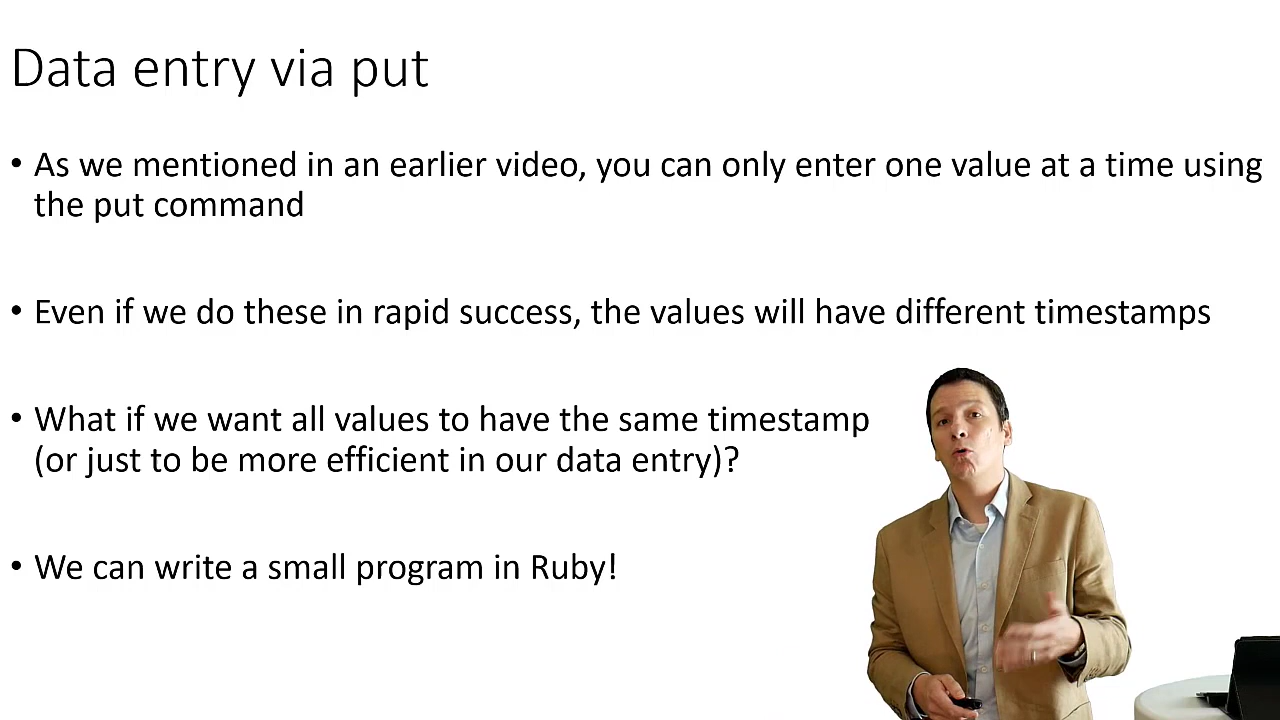 Data entry via put
• As we mentioned in an earlier video, you can only enter one value at a time using
the put command
• Even if we do these in rapid success, the values will have different timestamps
• What if we want all values to have the same timestamp
(or just to be more efficient in our data entry)?
• We can write a small program in Ruby!